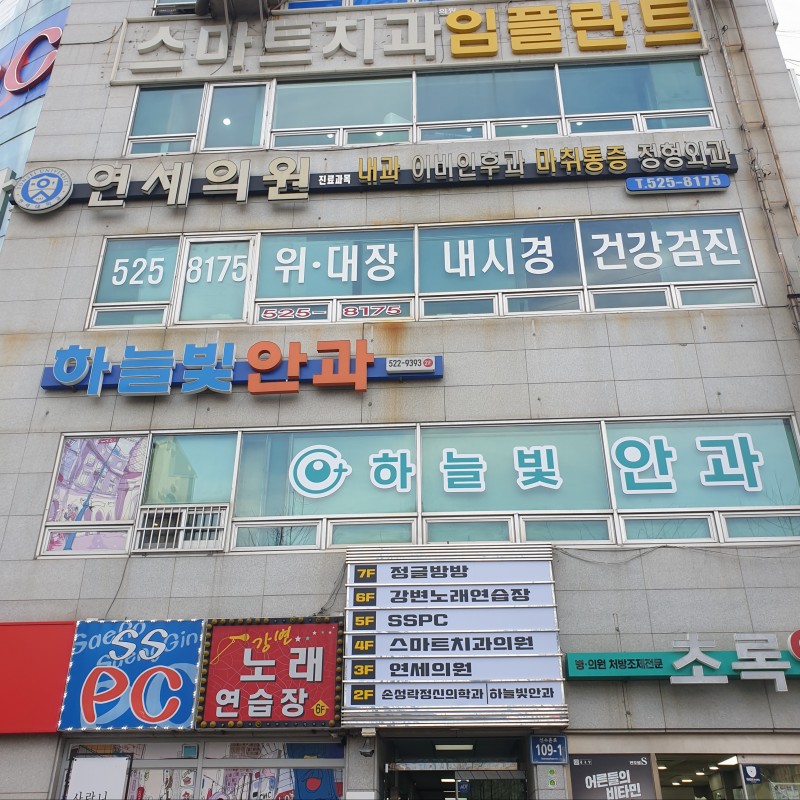 스마트치과임플란트
연세의원 진료과목 내과 이비인후과 마취통증 정형외과
T.525-8175
525 8175 위·대장 내시경 건강검진
525- 8175
하늘빛안과 522-9393
하늘빛 안과
7F 정글방방
6F 강변노래연습장
5F SSPC
4F 스마트치과의원
3F 연세의원
2F 손성락정신의학과 하늘빛안과
SS
PC
강변
노래
연습장 6F
병·의원 처방조제전문 초록
109-1
어른들의
비타민